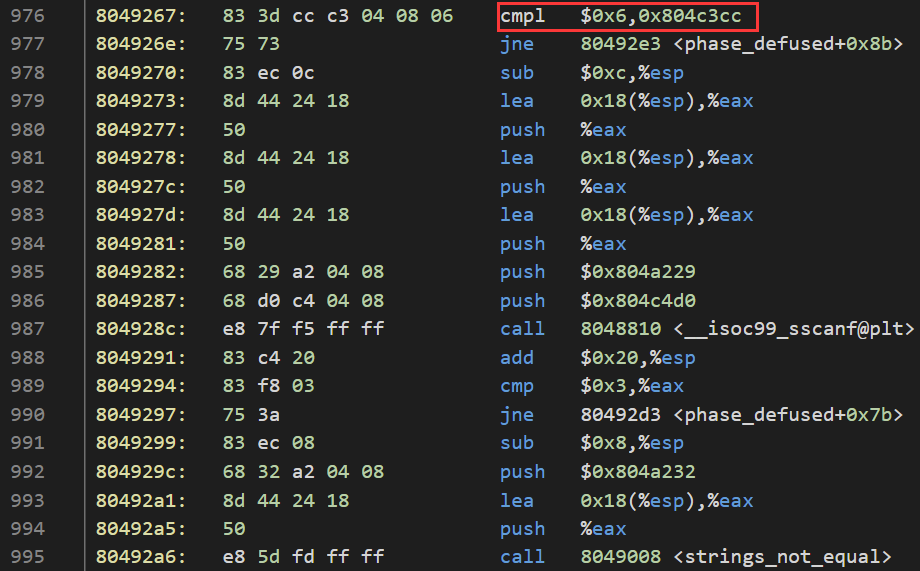 976 8049267: 83 3d cc c3 04 08 06 cmpl $0x6,0x804c3cc
977 804926e: 75 73 jne 80492e3 <phase_defused+0x8b>
978 8049270: 83 ec 0c sub $0xc,%esp
979 8049273: 8d 44 24 18 lea 0x18(%esp),%eax
980 8049277: 50 push %eax
981 8049278: 8d 44 24 18 lea 0x18(%esp),%eax
982 804927c: 50 push %eax
983 804927d: 8d 44 24 18 lea 0x18(%esp),%eax
984 8049281: 50 push %eax
985 8049282: 68 29 a2 04 08 push $0x804a229
986 8049287: 68 d0 c4 04 08 push $0x804c4d0
987 804928c: e8 7f f5 ff ff call 8048810 <__isoc99_sscanf@plt>
988 8049291: 83 c4 20 add $0x20,%esp
989 8049294: 83 f8 03 cmp $0x3,%eax
990 8049297: 75 3a jne 80492d3 <phase_defused+0x7b>
991 8049299: 83 ec 08 sub $0x8,%esp
992 804929c: 68 32 a2 04 08 push $0x804a232
993 80492a1: 8d 44 24 18 lea 0x18(%esp),%eax
994 80492a5: 50 push %eax
995 80492a6: e8 5d fd ff ff call 8049008 <strings_not_equal>